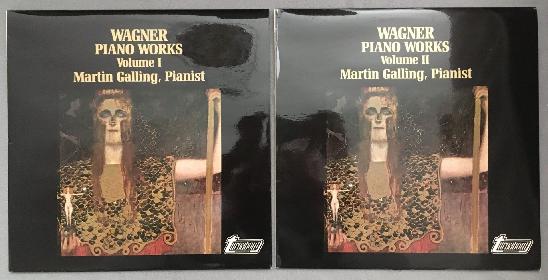 WAGNER
PIANO WORKS
Volume I
Martin Galling, Pianist
Turnabout
WAGNER
PIANO WORKS
Volume II
Martin Galling, Pianist
Turnabout